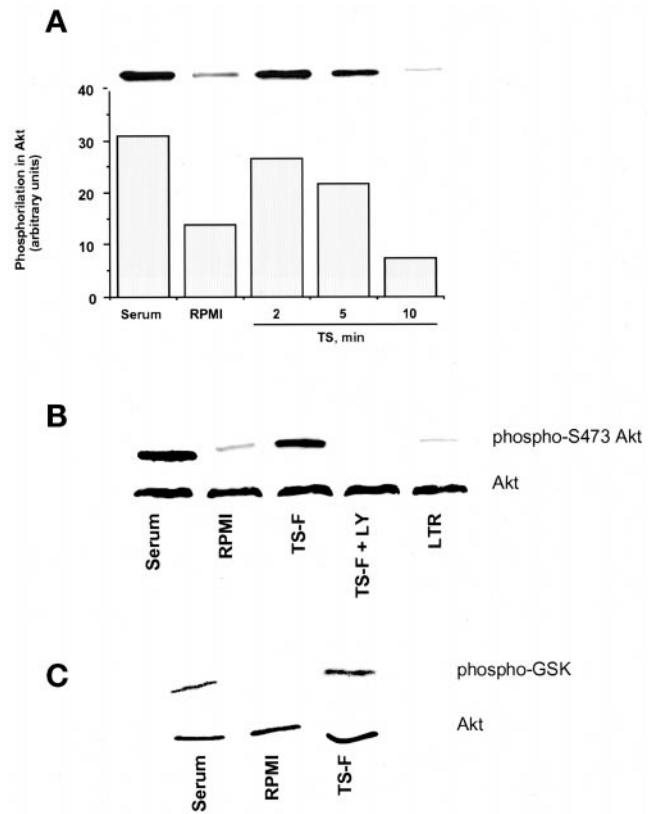 A
Phosphorilation in Akt
(arbitrary units)
40
30
20
10
0
Serum RPMI 2 5 10
TS, min
B
phospho-S473 Akt
Akt
Serum RPMI TS-F TS-F + LY LTR
C
phospho-GSK
Akt
Serum RPMI TS-F